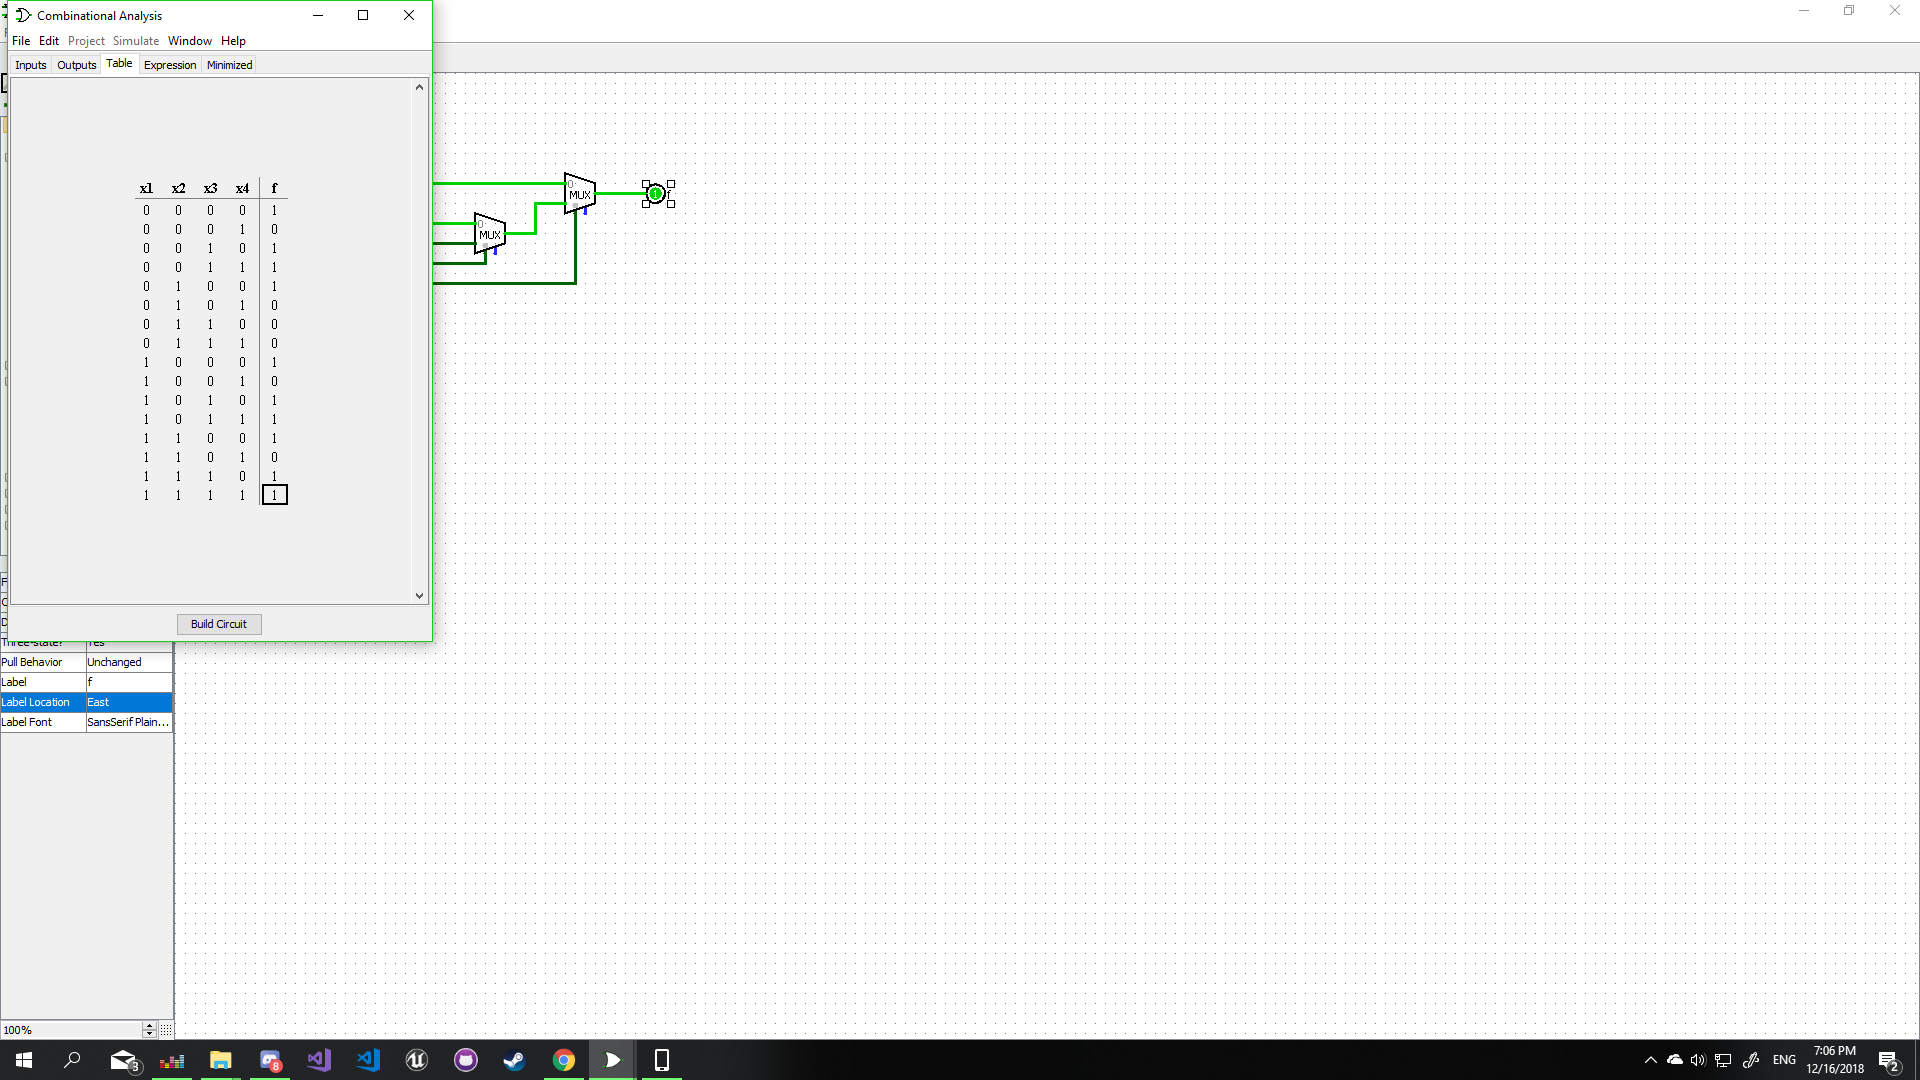 Combinational Analysis
File Edit Project Simulate Window Help
Inputs Outputs Table Expression Minimized
x1 x2 x3 x4 f
0 0 0 0 1
0 0 0 1 0
0 0 1 0 1
0 0 1 1 1
0 1 0 0 1
0 1 0 1 0
0 1 1 0 0
0 1 1 1 0
1 0 0 0 1
1 0 0 1 0
1 0 1 0 1
1 0 1 1 1
1 1 0 0 1
1 1 0 1 0
1 1 1 0 1
1 1 1 1 1
Build Circuit
0
MUX
1
f
0
MUX
Three-state? Yes
Pull Behavior Unchanged
Label f
Label Location East
Label Font SansSerif Plain...
100%
3
8
ENG
7:06 PM
12/16/2018
2